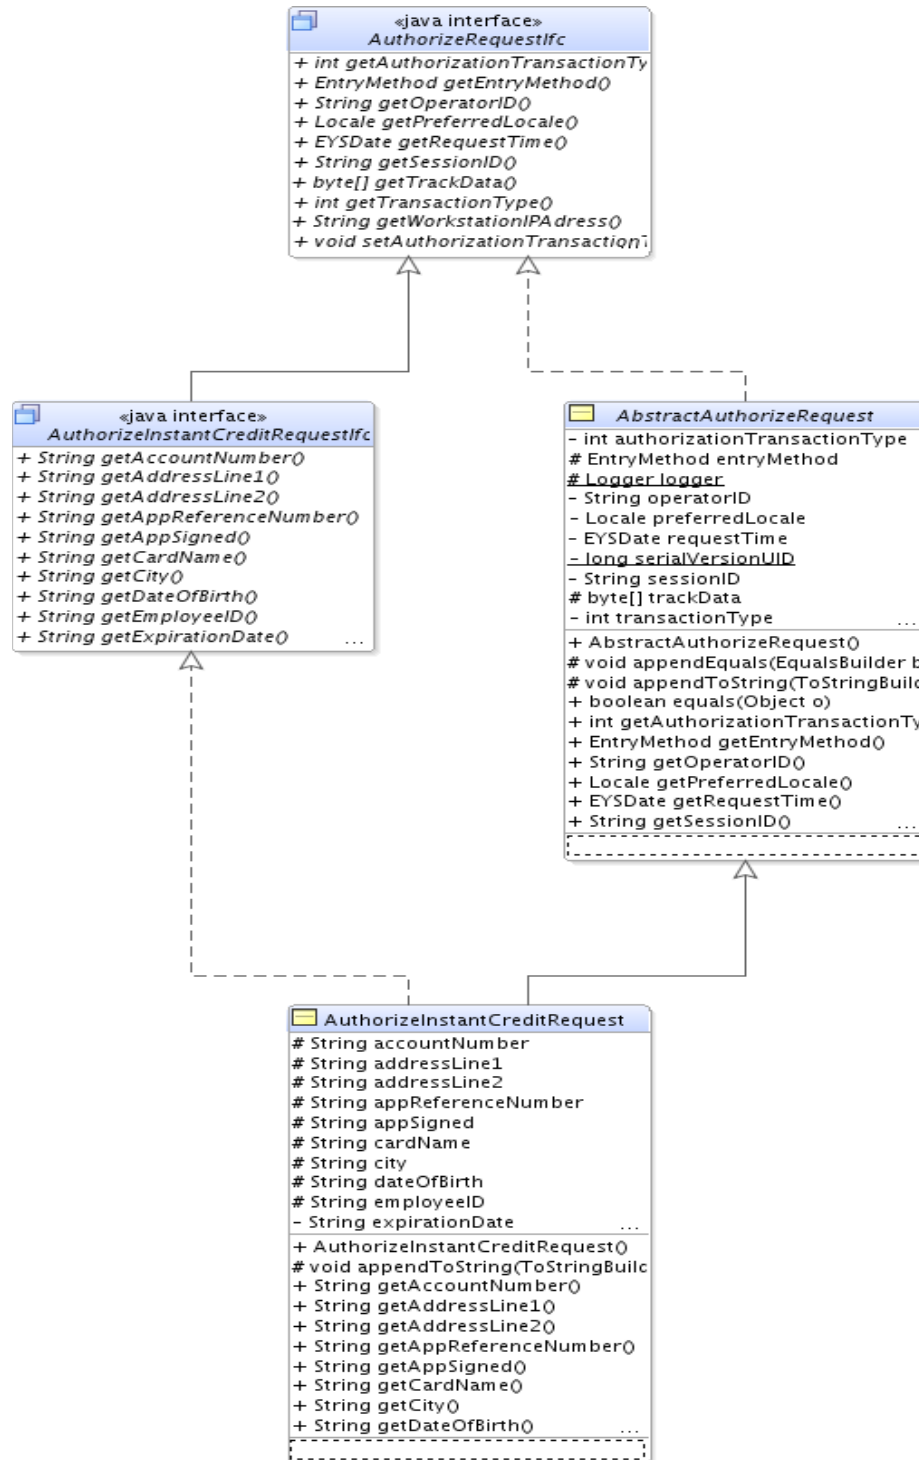 «java interface»
AuthorizeRequestIfc
+ int getAuthorizationTransactionTy
+ EntryMethod getEntryMethod()
+ String getOperatorID()
+ Locale getPreferredLocale()
+ EYSDate getRequestTime()
+ String getSessionID()
+ byte[] getTrackData()
+ int getTransactionType()
+ String getWorkstationIPAdress()
+ void setAuthorizationTransactionT
«java interface»
AuthorizeInstantCreditRequestIfc
+ String getAccountNumber()
+ String getAddressLine1()
+ String getAddressLine2()
+ String getAppReferenceNumber()
+ String getAppSigned()
+ String getCardName()
+ String getCity()
+ String getDateOfBirth()
+ String getEmployeeID()
+ String getExpirationDate() ...
AbstractAuthorizeRequest
- int authorizationTransactionType
# EntryMethod entryMethod
# Logger logger
- String operatorID
- Locale preferredLocale
- EYSDate requestTime
- long serialVersionUID
- String sessionID
# byte[] trackData
- int transactionType ...
+ AbstractAuthorizeRequest()
# void appendEquals(EqualsBuilder b
# void appendToString(ToStringBuild
+ boolean equals(Object o)
+ int getAuthorizationTransactionTy
+ EntryMethod getEntryMethod()
+ String getOperatorID()
+ Locale getPreferredLocale()
+ EYSDate getRequestTime()
+ String getSessionID() ...
AuthorizeInstantCreditRequest
# String accountNumber
# String addressLine1
# String addressLine2
# String appReferenceNumber
# String appSigned
# String cardName
# String city
# String dateOfBirth
# String employeeID
- String expirationDate ...
+ AuthorizeInstantCreditRequest()
# void appendToString(ToStringBuilc
+ String getAccountNumber()
+ String getAddressLine1()
+ String getAddressLine2()
+ String getAppReferenceNumber()
+ String getAppSigned()
+ String getCardName()
+ String getCity()
+ String getDateOfBirth() ...